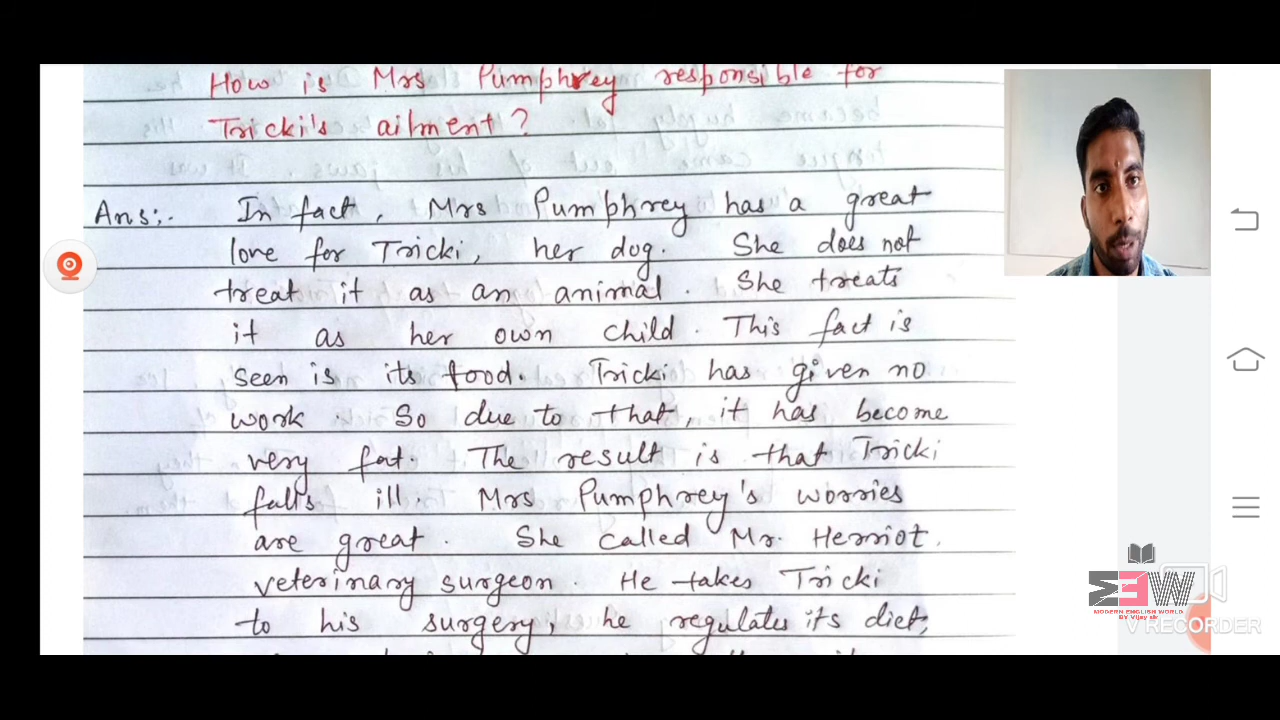 How is Mrs Pumphrey responsible for
Tricki's ailment?
Ans:-. In fact, Mrs Pumphrey has a great
love for Tricki, her dog. She does not
treat it as an animal. She treats
it as her own child. This fact is
seen is its food. Tricki has given no
work. So due to that, it has become
very fat. The result is that Tricki
falls ill. Mrs Pumphrey's worries
are great. She called Mr. Herriot.
veterinary surgeon. He takes Tricki
to his surgery, he regulates its diet,
MEW
MODERN ENGLISH WORLD
BY Vijay sir
V RECORDER